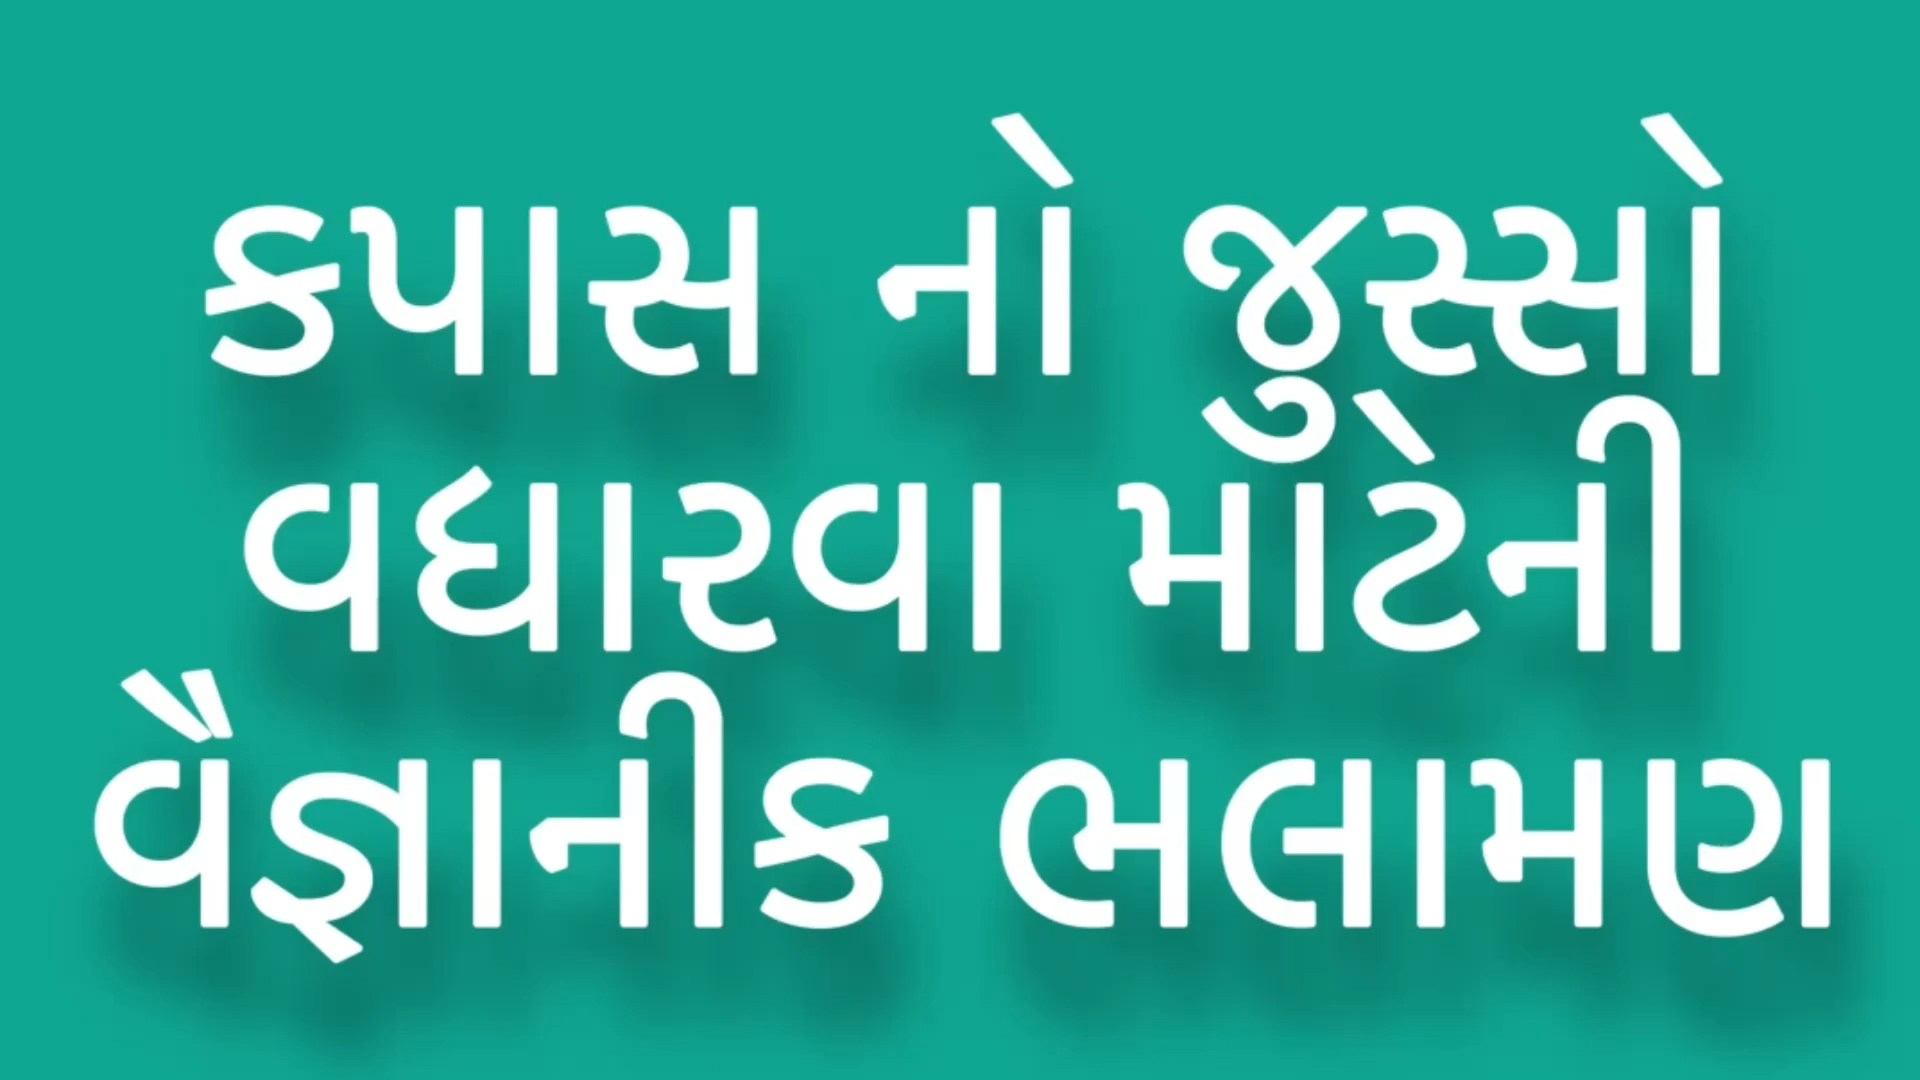 કપાસ નો જુસ્સો
વધારવા માટેની
વૈજ્ઞાનીક ભલામણ